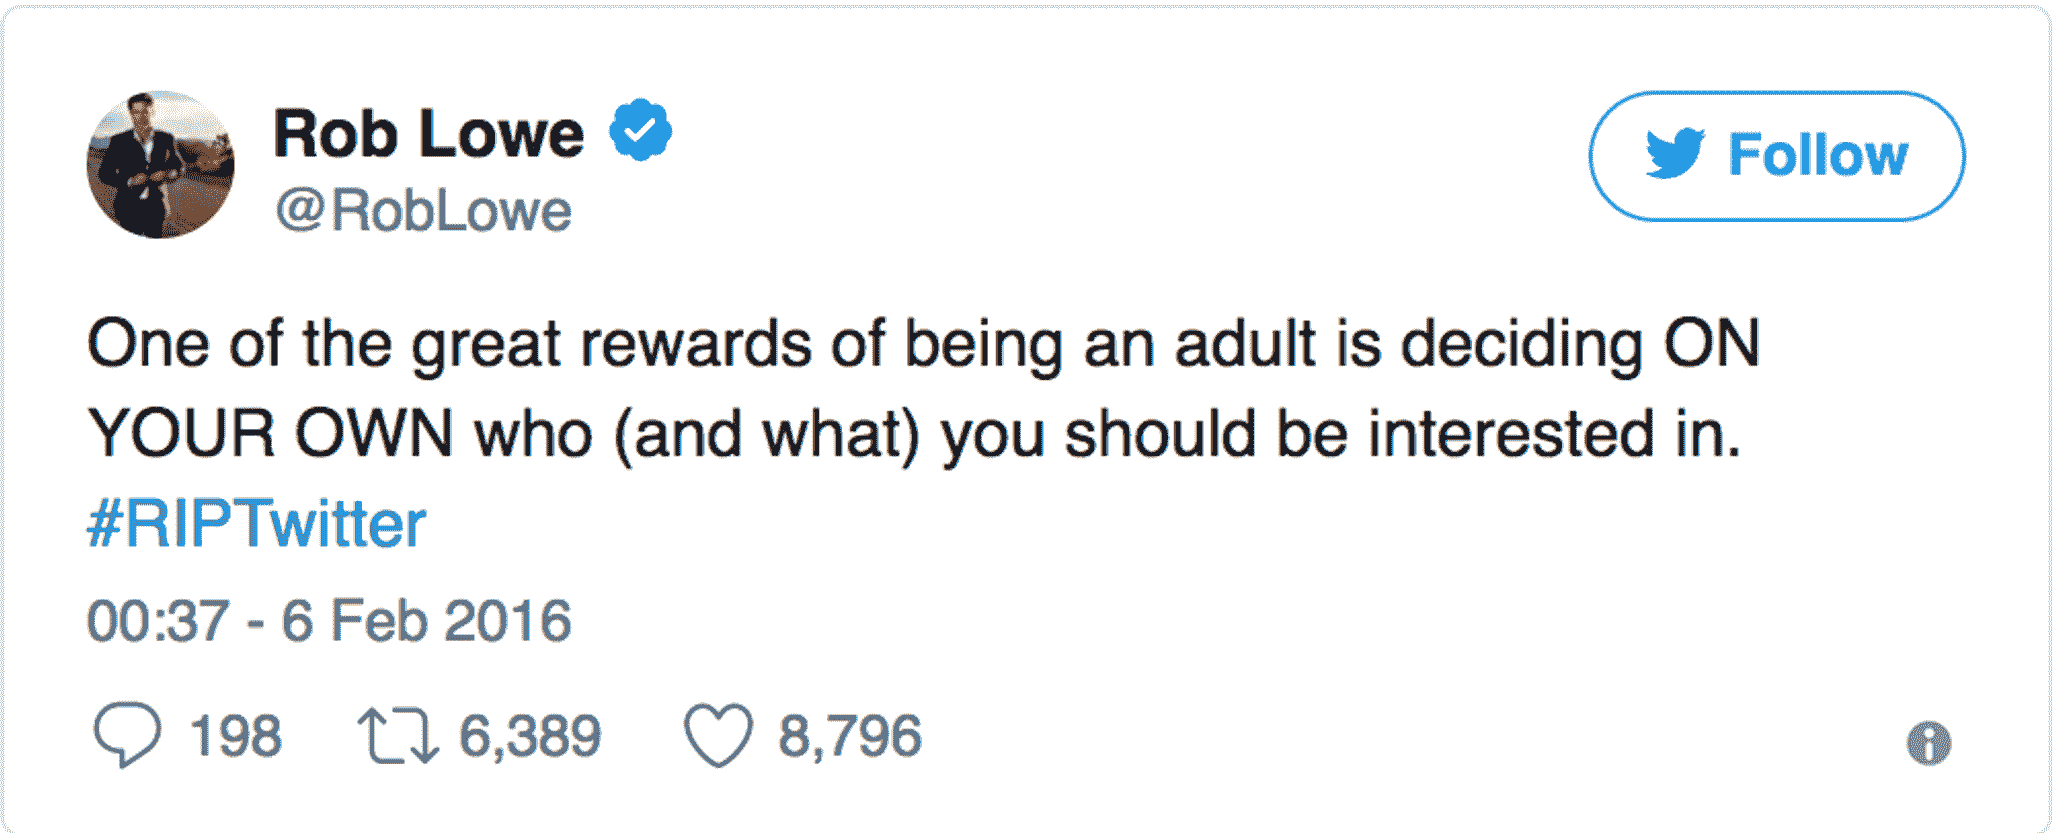 Rob Lowe
@RobLowe
Follow
One of the great rewards of being an adult is deciding ON
YOUR OWN who (and what) you should be interested in.
#RIPTwitter
00:37 - 6 Feb 2016
198 6,389 8,796